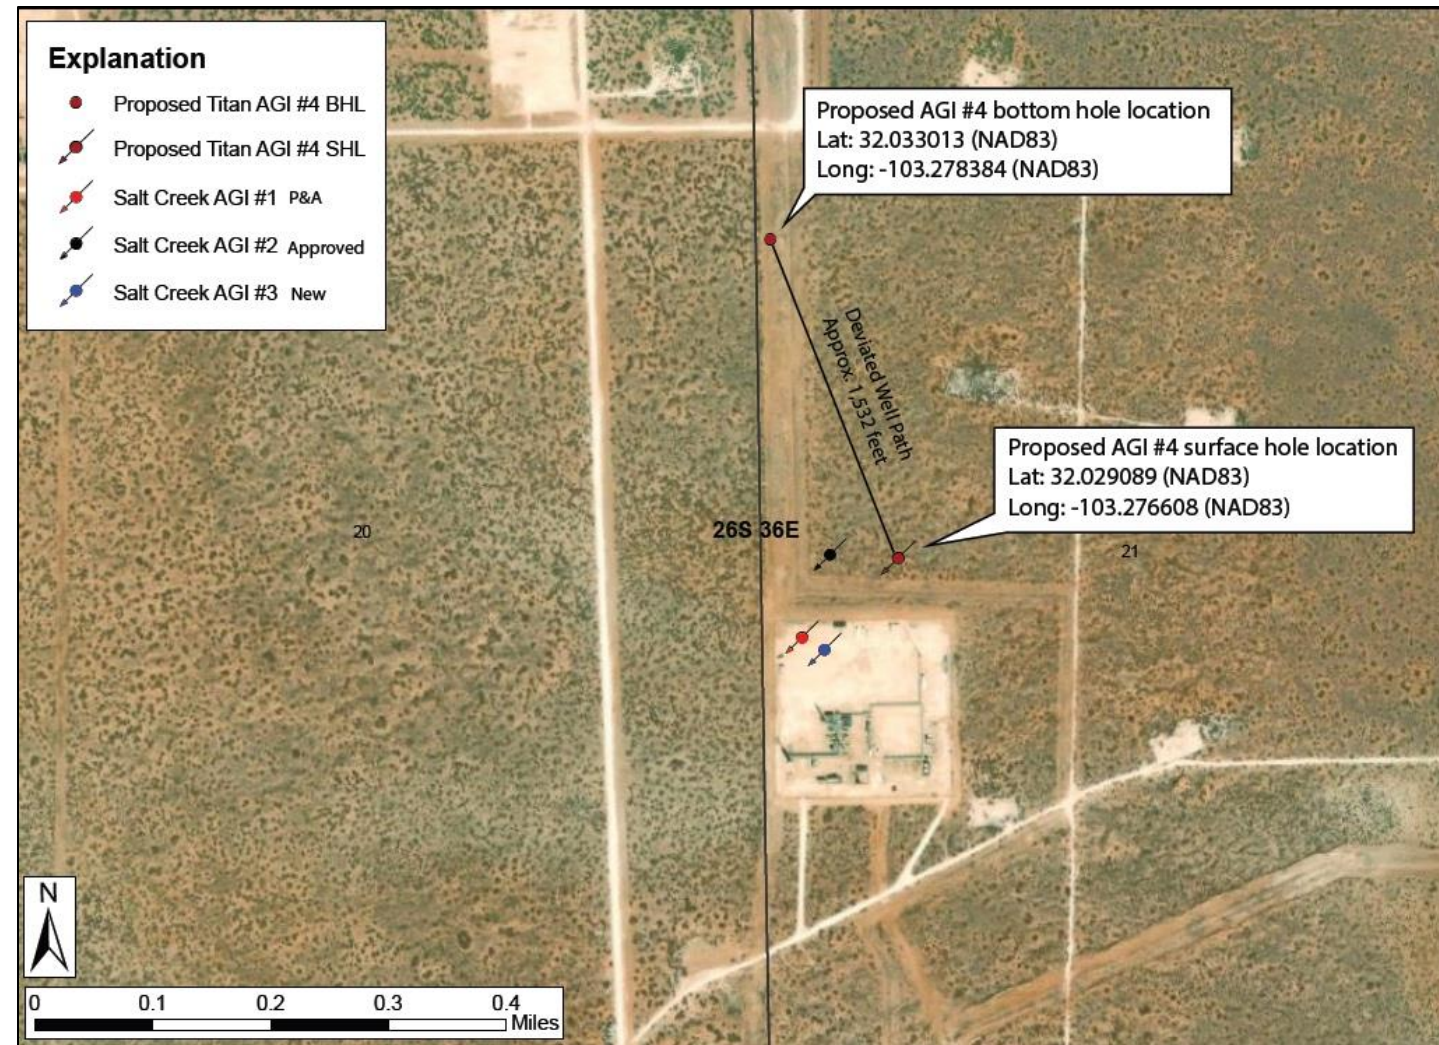 Explanation
Proposed Titan AGI #4 BHL
Proposed Titan AGI #4 SHL
Salt Creek AGI #1 P&A
Salt Creek AGI #2 Approved
Salt Creek AGI #3 New
Proposed AGI #4 bottom hole location
Lat: 32.033013 (NAD83)
Long: -103.278384 (NAD83)
Deviated Well Path
Approx. 1,532 feet
Proposed AGI #4 surface hole location
Lat: 32.029089 (NAD83)
Long: -103.276608 (NAD83)
20
26S 36E
21
N
0 0.1 0.2 0.3 0.4
Miles